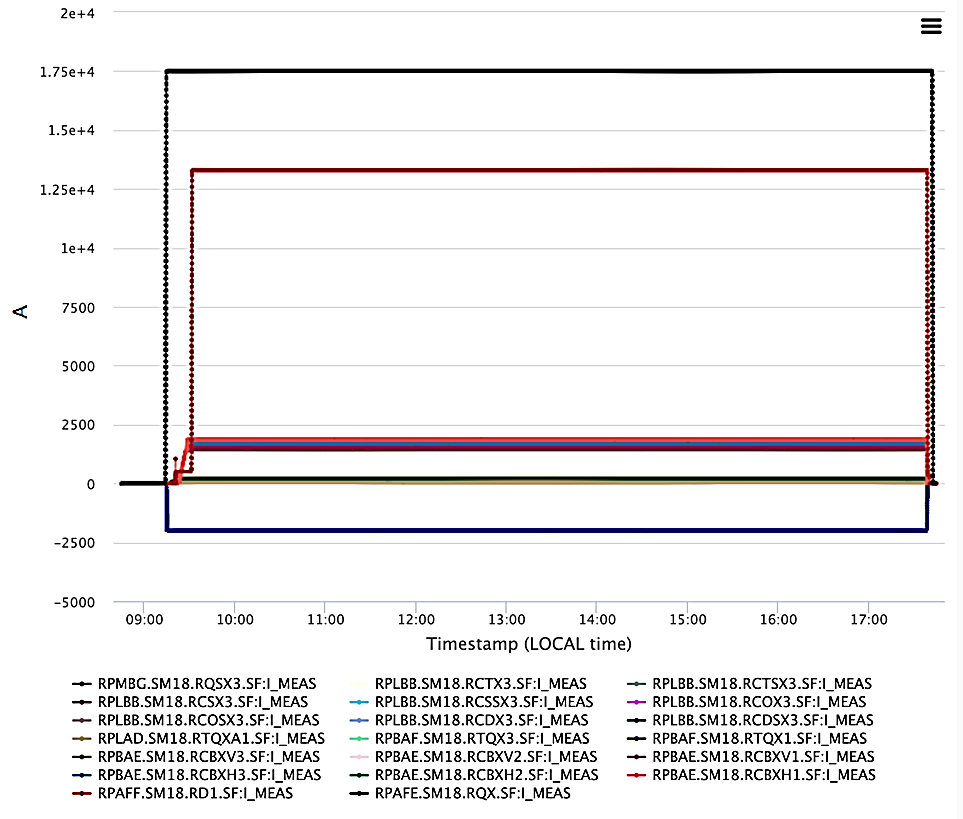 2e+4
1.75e+4
1.5e+4
1.25e+4
1e+4
7500
5000
2500
0
-2500
-5000
A
09:00 10:00 11:00 12:00 13:00 14:00 15:00 16:00 17:00
Timestamp (LOCAL time)
RPMBG.SM18.RQSX3.SF:I_MEAS RPLBB.SM18.RCTX3.SF:I_MEAS RPLBB.SM18.RCTSX3.SF:I_MEAS
RPLBB.SM18.RCSX3.SF:I_MEAS RPLBB.SM18.RCSSX3.SF:I_MEAS RPLBB.SM18.RCOX3.SF:I_MEAS
RPLBB.SM18.RCOSX3.SF:I_MEAS RPLBB.SM18.RCDX3.SF:I_MEAS RPLBB.SM18.RCDSX3.SF:I_MEAS
RPLAD.SM18.RTQXA1.SF:I_MEAS RPBAF.SM18.RTQX3.SF:I_MEAS RPBAF.SM18.RTQX1.SF:I_MEAS
RPBAE.SM18.RCBXV3.SF:I_MEAS RPBAE.SM18.RCBXV2.SF:I_MEAS RPBAE.SM18.RCBXV1.SF:I_MEAS
RPBAE.SM18.RCBXH3.SF:I_MEAS RPBAE.SM18.RCBXH2.SF:I_MEAS RPBAE.SM18.RCBXH1.SF:I_MEAS
RPAFF.SM18.RD1.SF:I_MEAS RPAFE.SM18.RQX.SF:I_MEAS